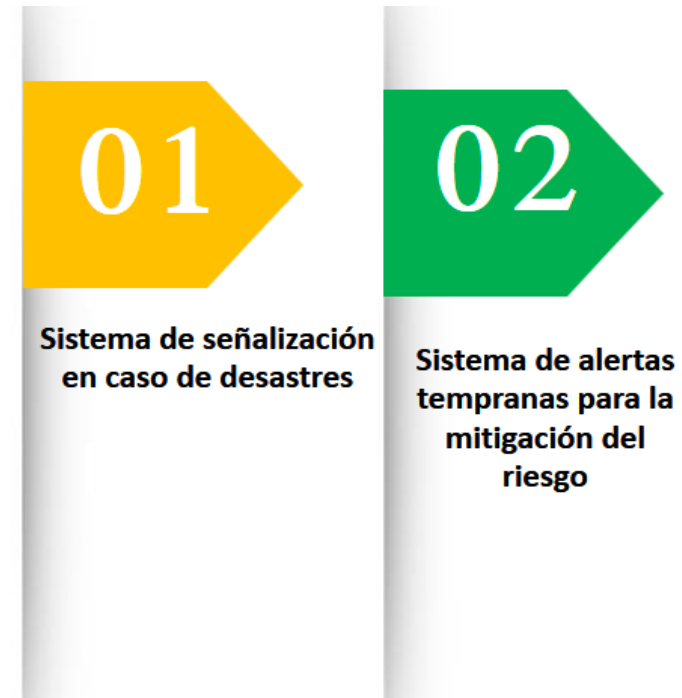 01
Sistema de señalización
en caso de desastres
02
Sistema de alertas
tempranas para la
mitigación del
riesgo